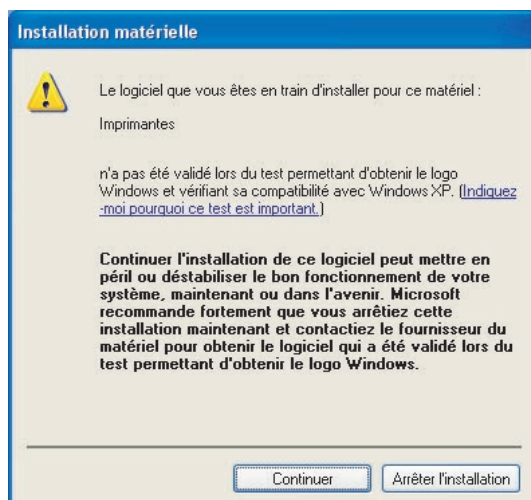 Installation matérielle
Le logiciel que vous êtes en train d'installer pour ce matériel :
Imprimantes
n'a pas été validé lors du test permettant d'obtenir le logo
Windows et vérifiant sa compatibilité avec Windows XP. (Indiquez
-moi pourquoi ce test est important.)
Continuer l'installation de ce logiciel peut mettre en
péril ou déstabiliser le bon fonctionnement de votre
système, maintenant ou dans l'avenir. Microsoft
recommande fortement que vous arrêtiez cette
installation maintenant et contactiez le fournisseur du
matériel pour obtenir le logiciel qui a été validé lors du
test permettant d'obtenir le logo Windows.
Continuer
Arrêter l'installation